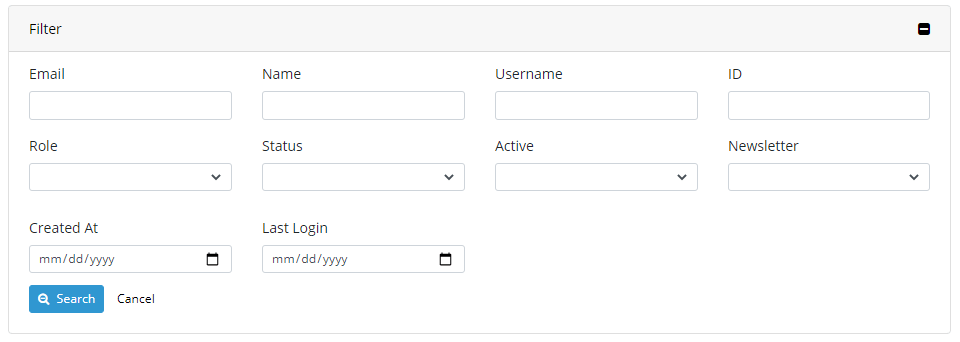 Filter
Email Name Username ID
Role Status Active Newsletter
Created At Last Login
mm/dd/yyyy mm/dd/yyyy
Search Cancel